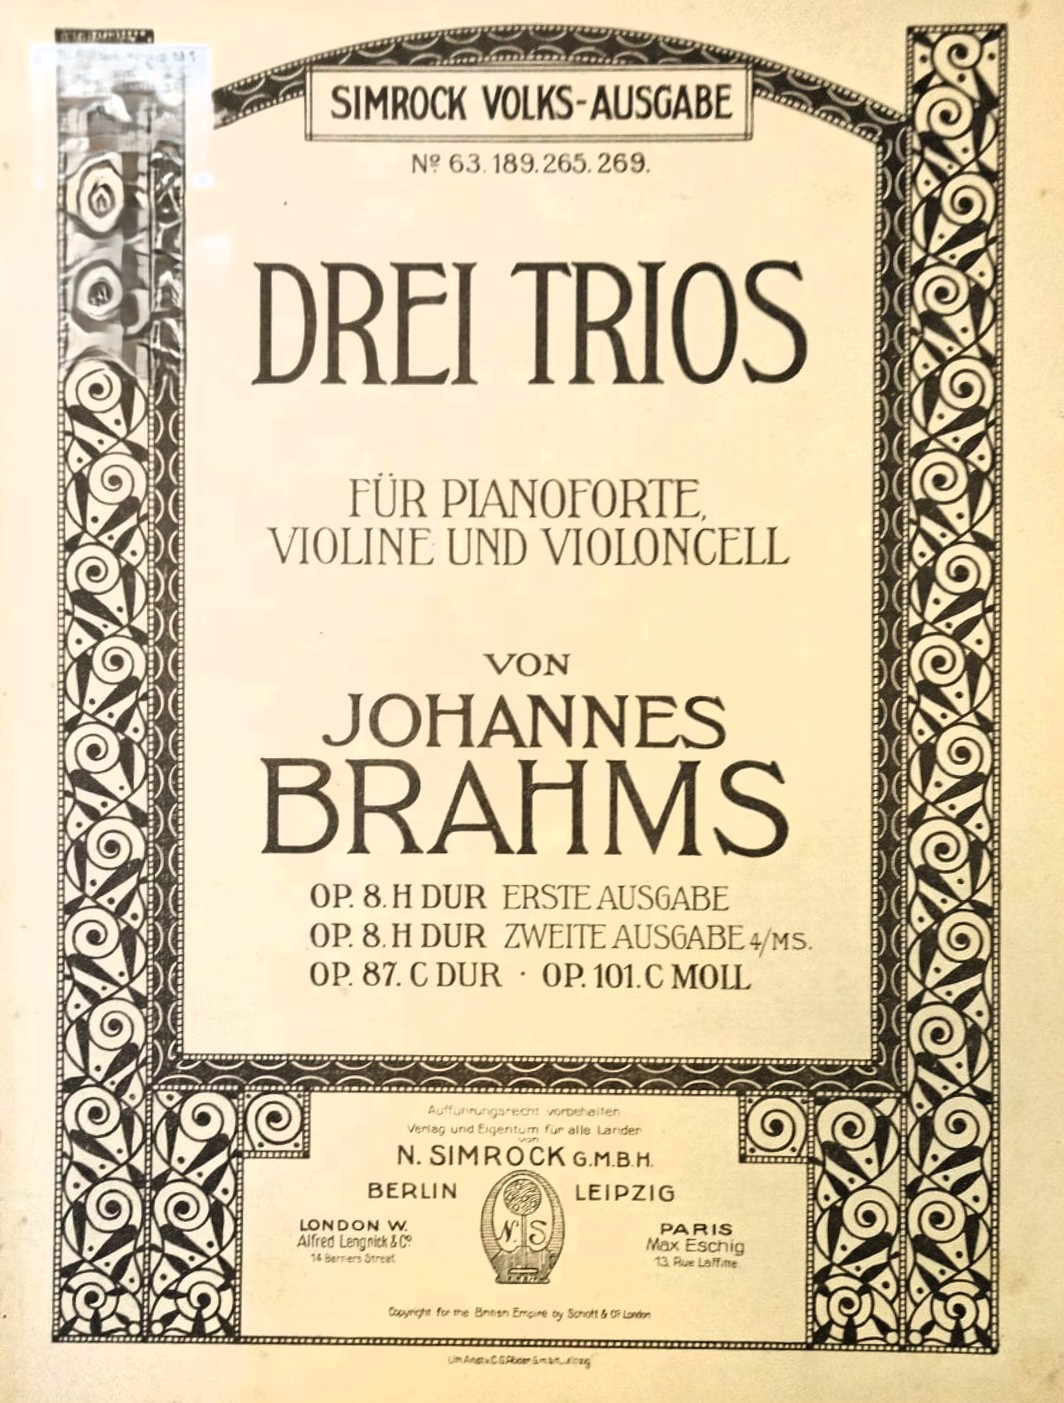 SIMROCK VOLKS-AUSGABE
Nº 63.189.265.269.
DREI TRIOS
FÜR PIANOFORTE,
VIOLINE UND VIOLONCELL
VON
JOHANNES
BRAHMS
OP. 8. H DUR ERSTE AUSGABE
OP. 8. H DUR ZWEITE AUSGABE 4/MS.
OP. 87. C DUR · OP. 101. C MOLL
Aufführungsrecht vorbehalten
Verlag und Eigentum für alle Länder
von
N. SIMROCK G.M.B.H.
BERLIN LEIPZIG
N. S
LONDON W.
Alfred Lengnick & Cº
14 Berners Street
PARIS
Max Eschig
13, Rue Laffitte
Copyright for the British Empire by Schott & Cº London
C.G. Röder G.m.b.H., Leipzig